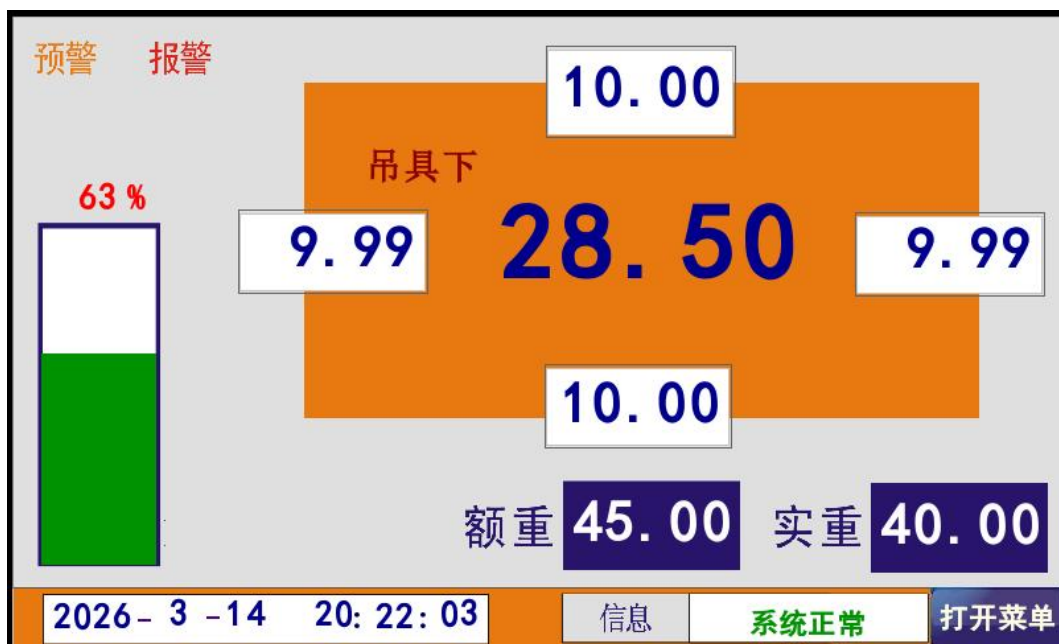 预警 报警
10.00
吊具下
63%
9.99 28.50 9.99
10.00
额重 45.00 实重 40.00
2026- 3 -14 20:22:03 信息 系统正常 打开菜单